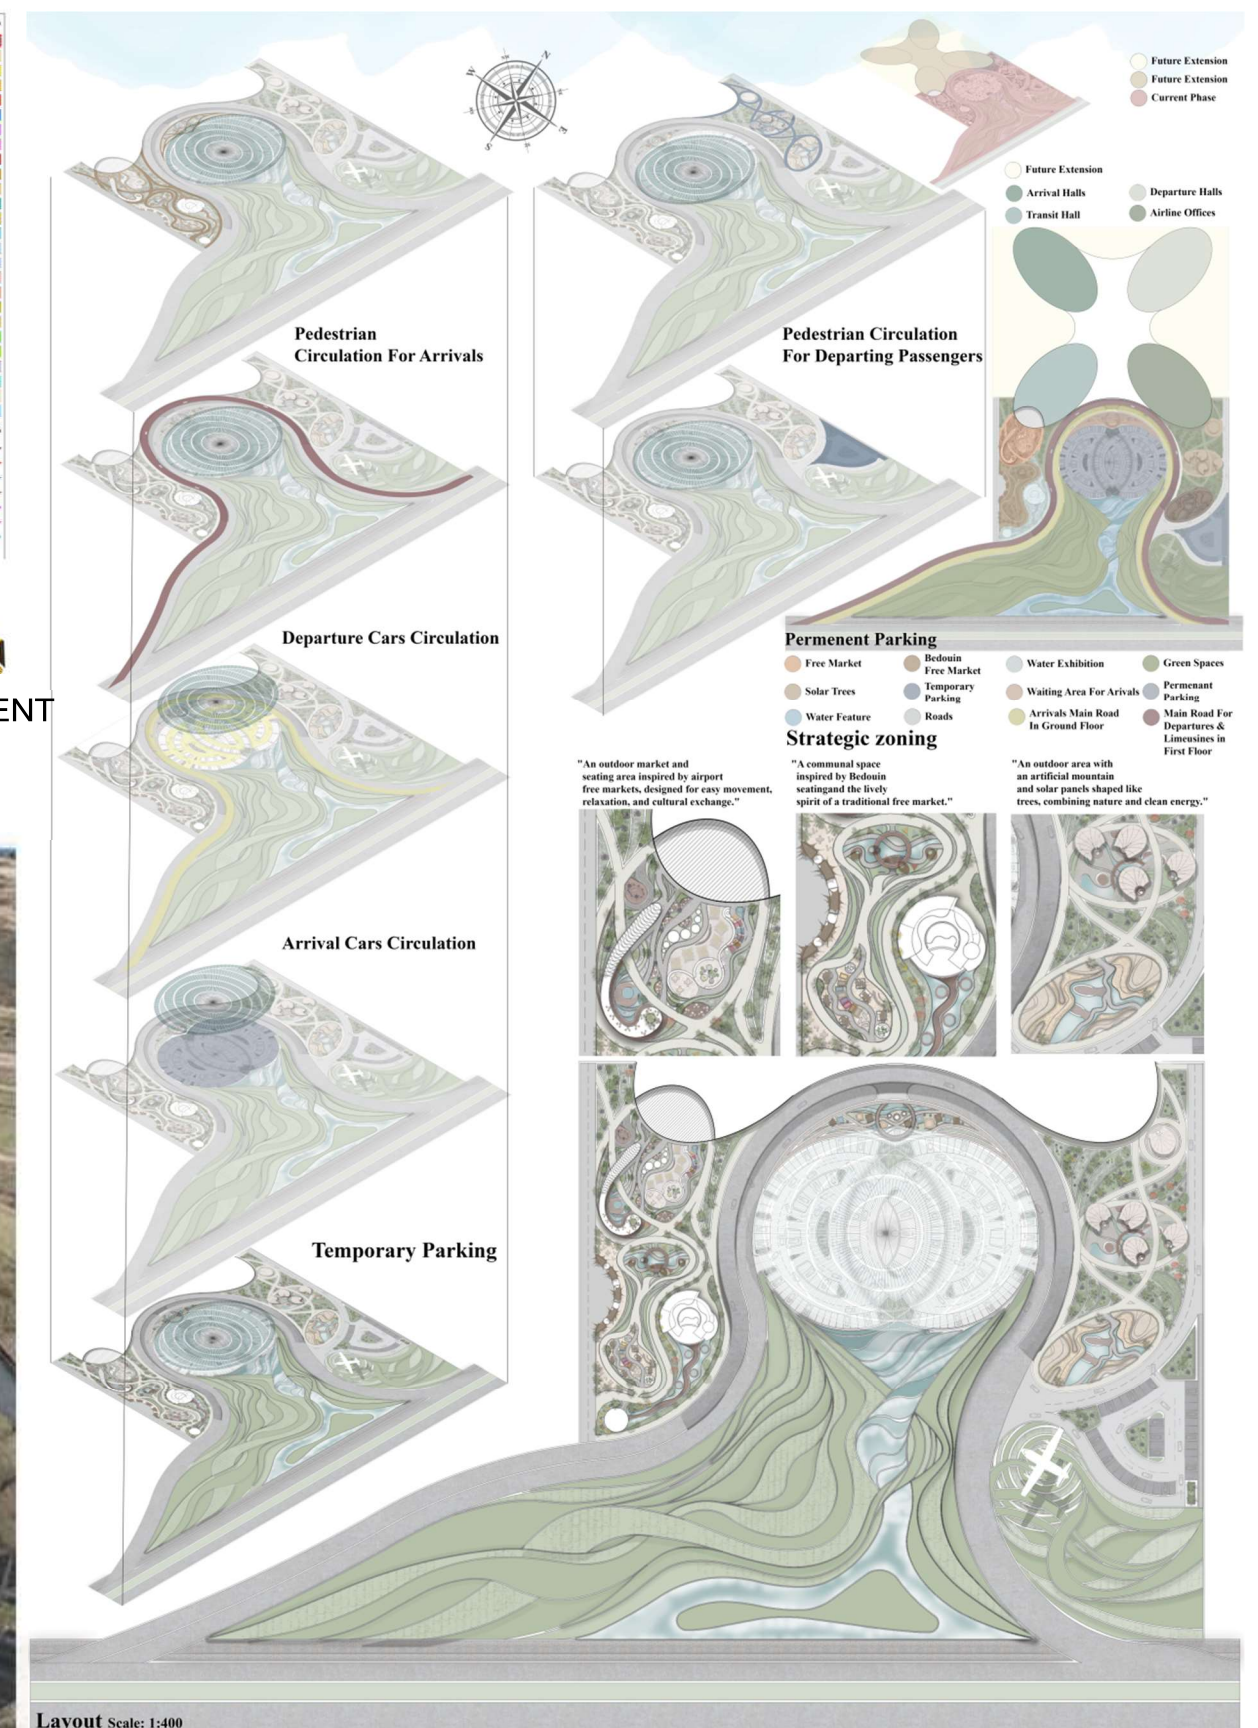 Future Extension
Future Extension
Current Phase
Future Extension
Arrival Halls
Departure Halls
Transit Hall
Airline Offices
N
E
S
W
Pedestrian
Circulation For Arrivals
Pedestrian Circulation
For Departing Passengers
Departure Cars Circulation
Permenent Parking
Free Market
Bedouin
Free Market
Water Exhibition
Green Spaces
Solar Trees
Temporary
Parking
Waiting Area For Arivals
Permenant
Parking
Water Feature
Roads
Arrivals Main Road
In Ground Floor
Main Road For
Departures &
Limeusines in
First Floor
ENT
Strategic zoning
"An outdoor market and
seating area inspired by airport
free markets, designed for easy movement,
relaxation, and cultural exchange."
"A communal space
inspired by Bedouin
seatingand the lively
spirit of a traditional free market."
"An outdoor area with
an artificial mountain
and solar panels shaped like
trees, combining nature and clean energy."
Arrival Cars Circulation
Temporary Parking
Layout Scale: 1:400